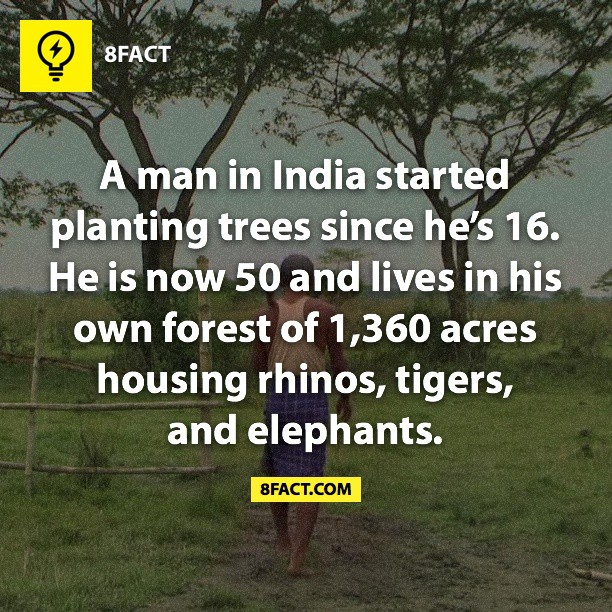 8FACT
A man in India started
planting trees since he’s 16.
He is now 50 and lives in his
own forest of 1,360 acres
housing rhinos, tigers,
and elephants.
8FACT.COM